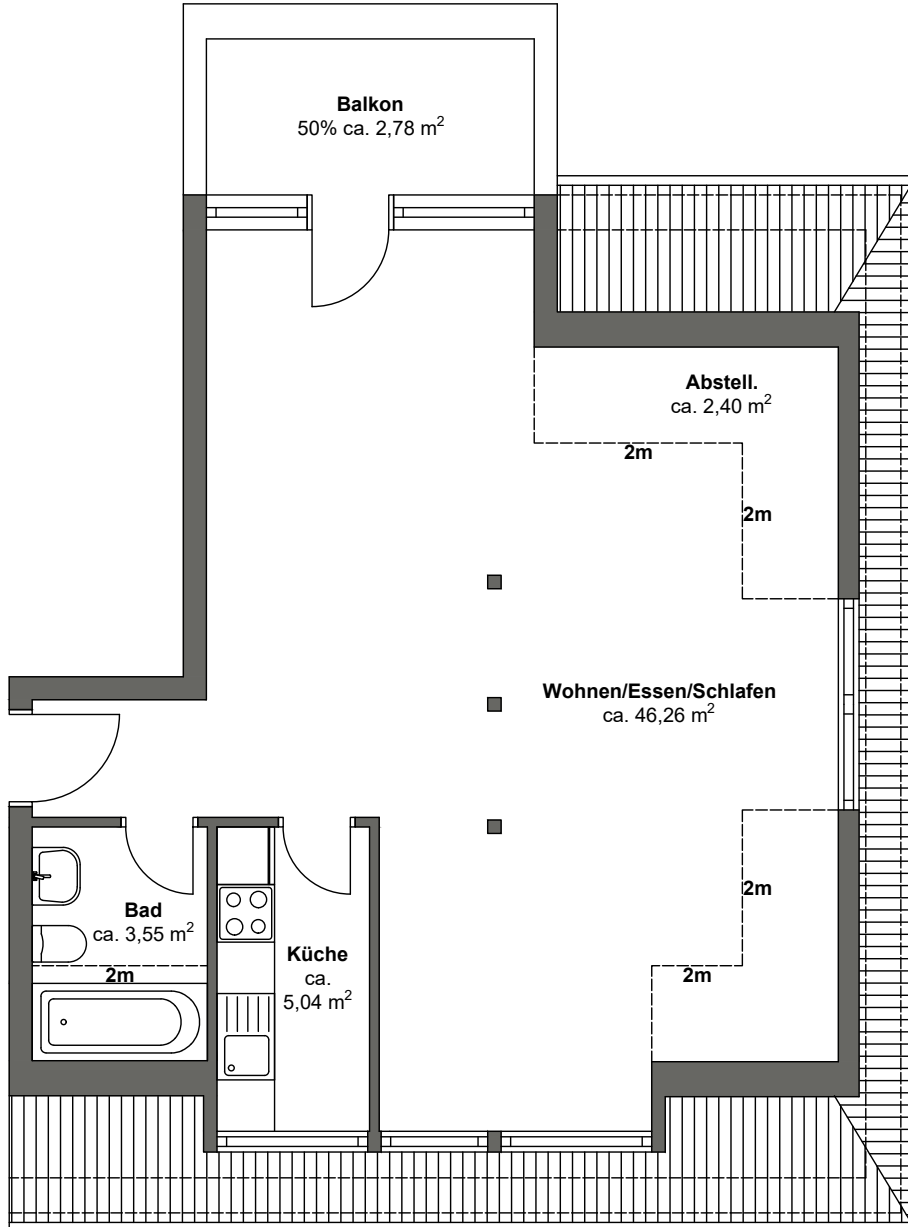 Balkon
50% ca. 2,78 m²
Abstell.
ca. 2,40 m²
2m
2m
Wohnen/Essen/Schlafen
ca. 46,26 m²
2m
Bad
ca. 3,55 m²
2m
Küche
ca.
5,04 m²
2m